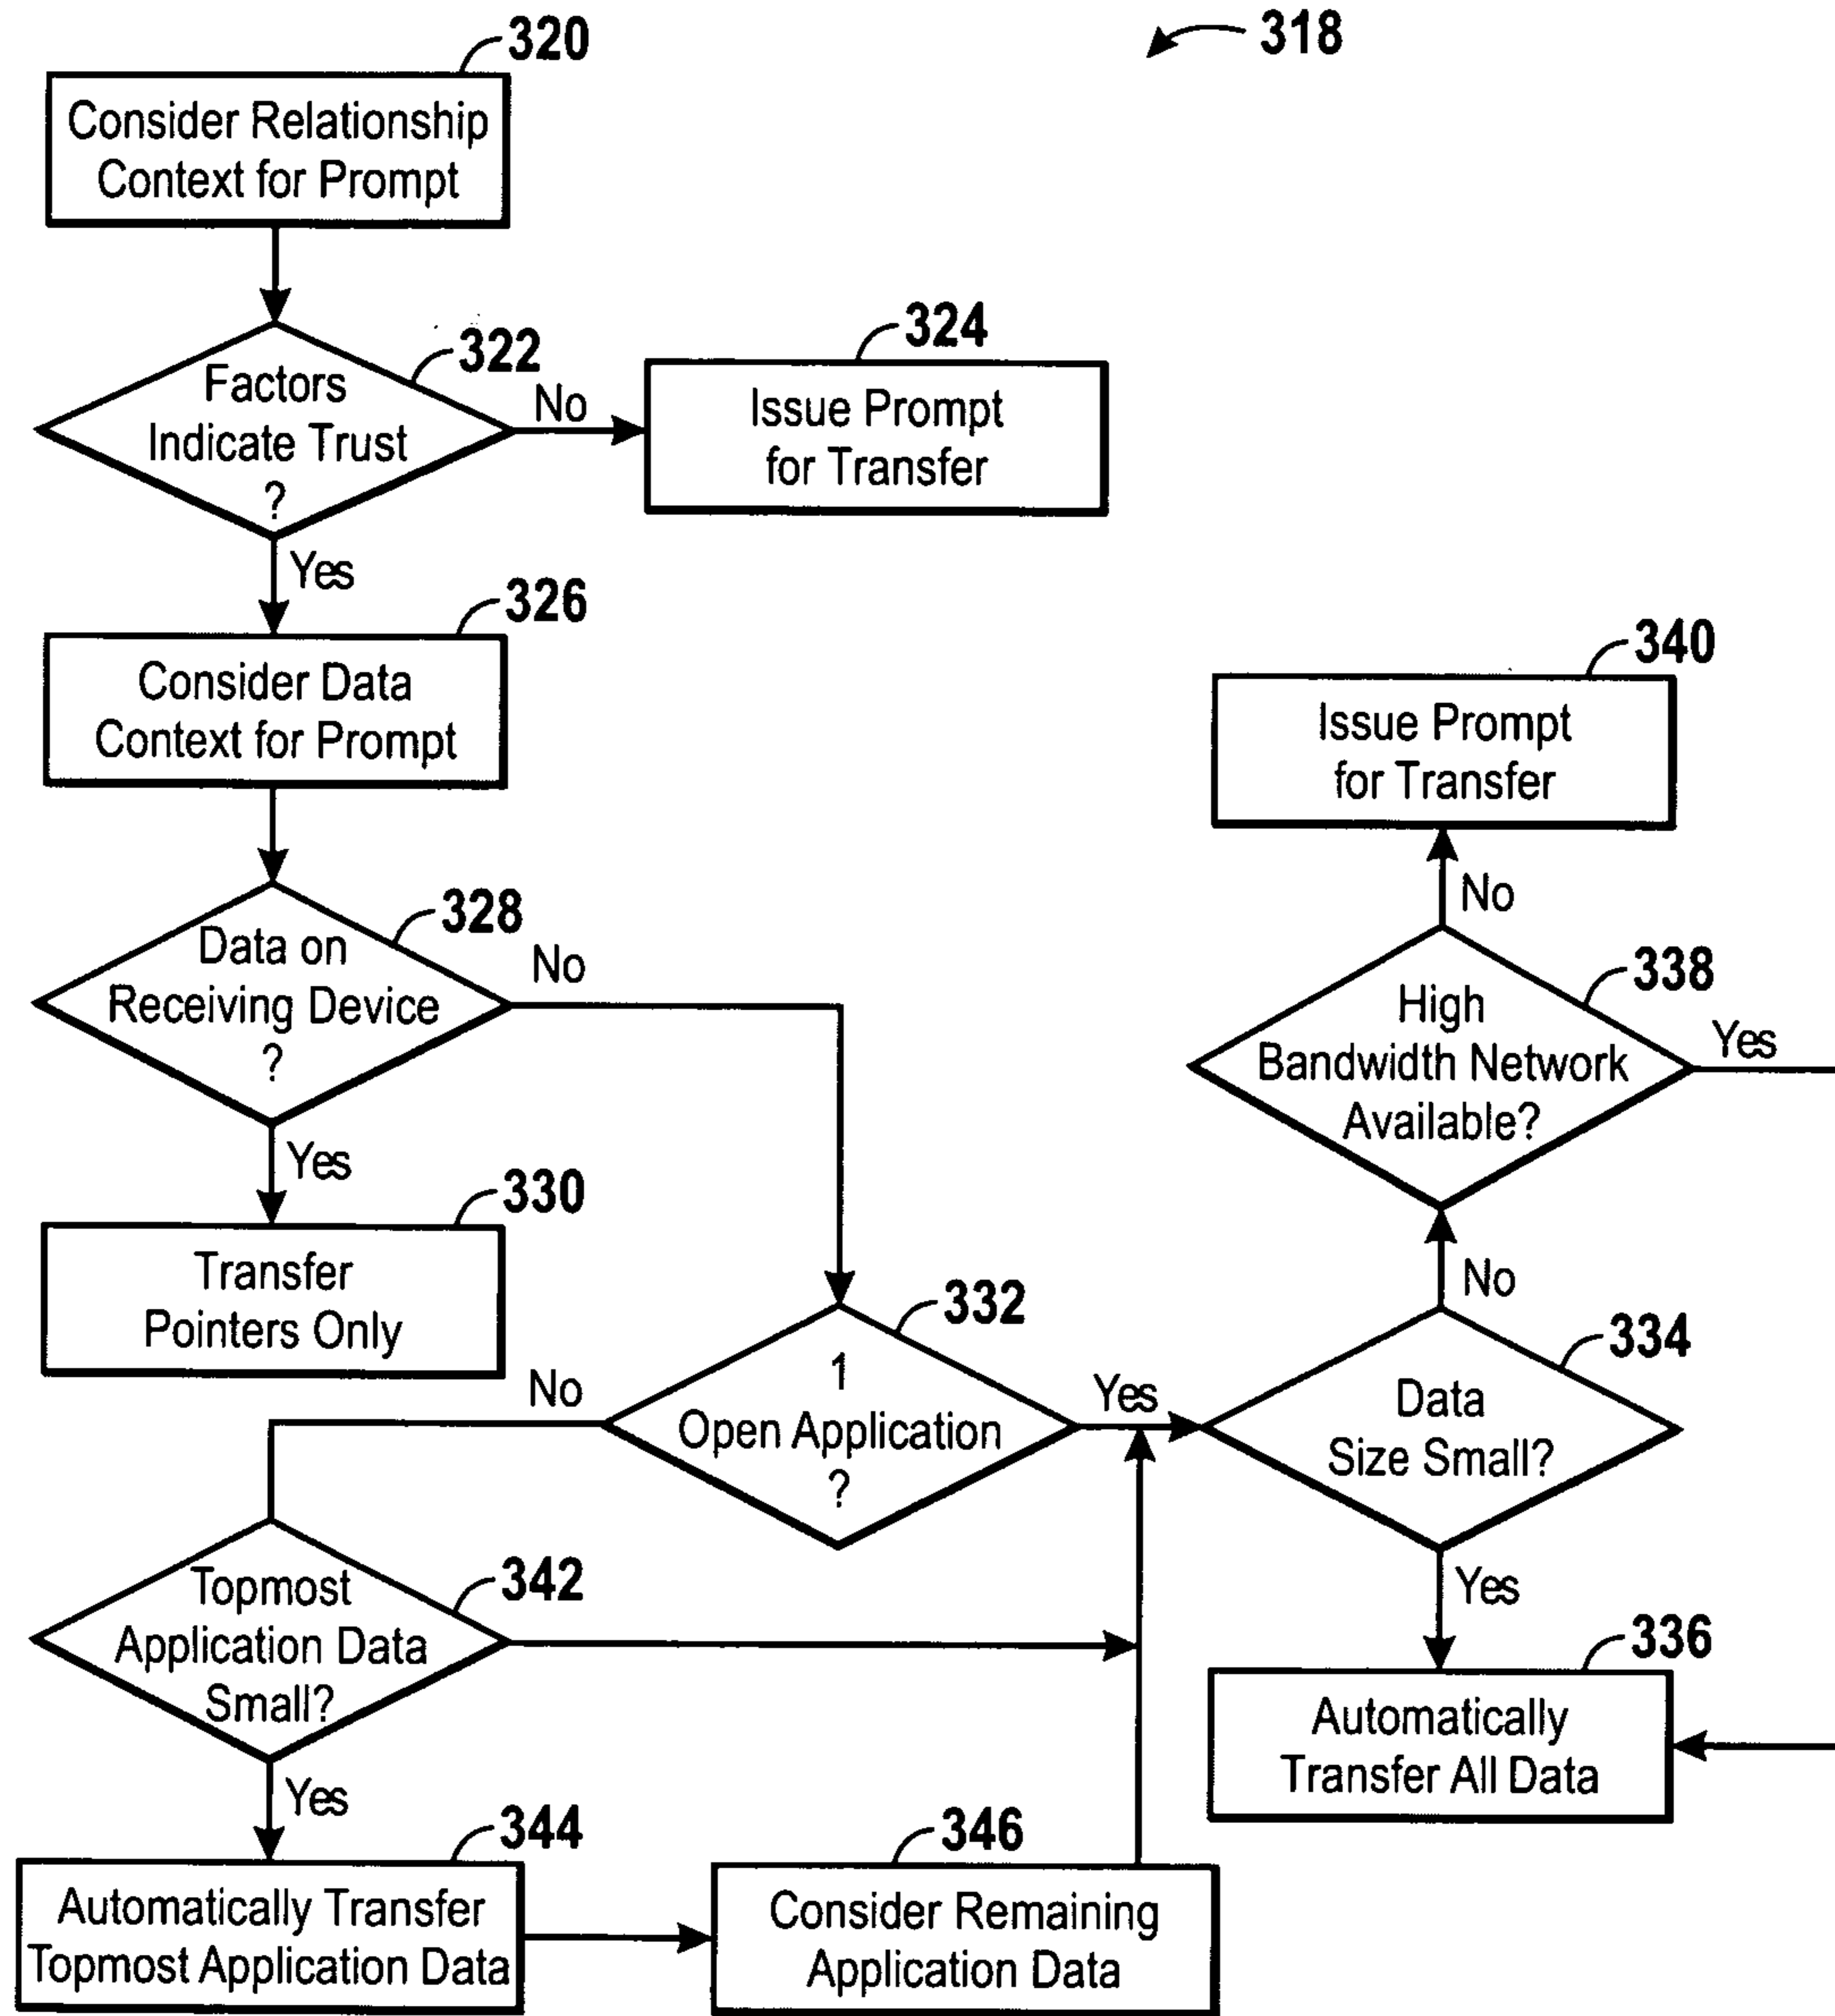 318
320
Consider Relationship
Context for Prompt
322
Factors
Indicate Trust
?
No
324
Issue Prompt
for Transfer
Yes
326
Consider Data
Context for Prompt
328
Data on
Receiving Device
?
No
Yes
330
Transfer
Pointers Only
332
1
Open Application
?
No
Yes
334
Data
Size Small?
No
338
High
Bandwidth Network
Available?
Yes
No
340
Issue Prompt
for Transfer
Yes
336
Automatically
Transfer All Data
342
Topmost
Application Data
Small?
Yes
344
Automatically Transfer
Topmost Application Data
346
Consider Remaining
Application Data